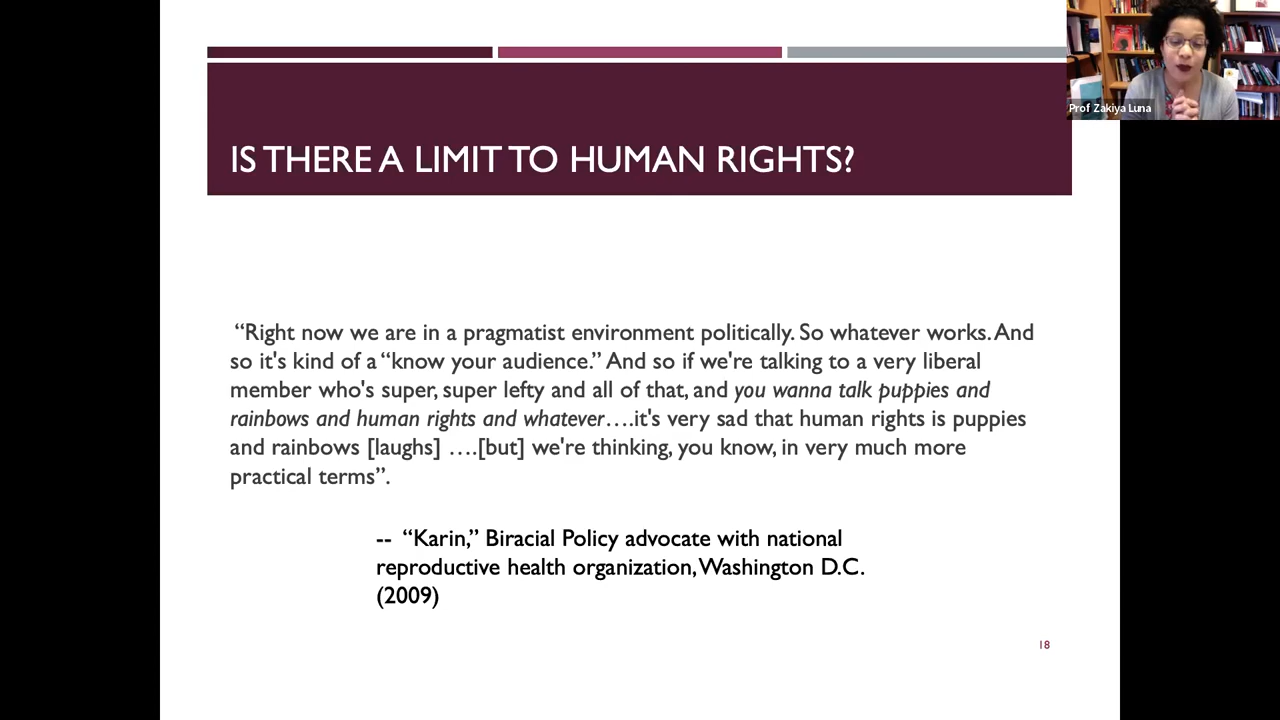 Prof Zakiya Luna
IS THERE A LIMIT TO HUMAN RIGHTS?
“Right now we are in a pragmatist environment politically. So whatever works. And
so it's kind of a “know your audience.” And so if we're talking to a very liberal
member who's super, super lefty and all of that, and you wanna talk puppies and
rainbows and human rights and whatever….it's very sad that human rights is puppies
and rainbows [laughs] ….[but] we're thinking, you know, in very much more
practical terms”.
-- “Karin,” Biracial Policy advocate with national
reproductive health organization, Washington D.C.
(2009)
18